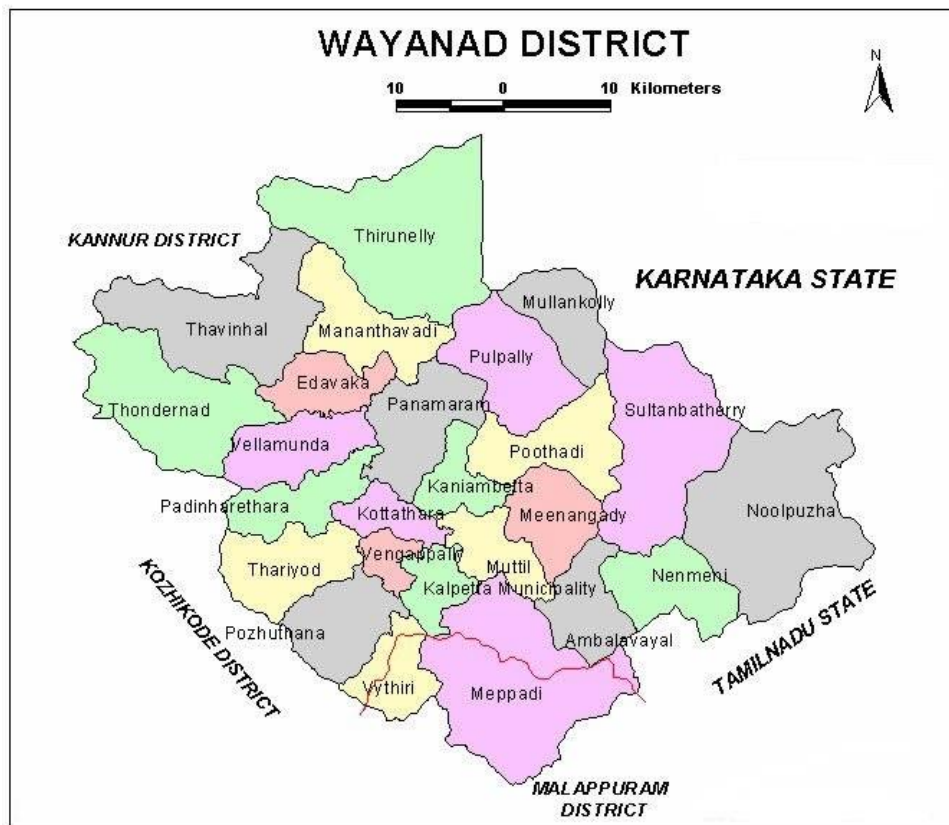 WAYANAD DISTRICT
10 0 10 Kilometers
N
Thirunelly
KANNUR DISTRICT
KARNATAKA STATE
Mullankolly
Thavinhal
Mananthavadi
Pulpally
Edavaka
Panamaram
Sultanbatherry
Thondernad
Vellamunda
Poothadi
Kaniambetta
Padinharethara
Kottathara
Meenangady
Noolpuzha
Vengappally
Thariyod
Muttil
Nenmeni
Kalpetta Municipality
Pozhuthana
Ambalavayal
KOZHIKODE DISTRICT
TAMILNADU STATE
Vythiri
Meppadi
MALAPPURAM
DISTRICT